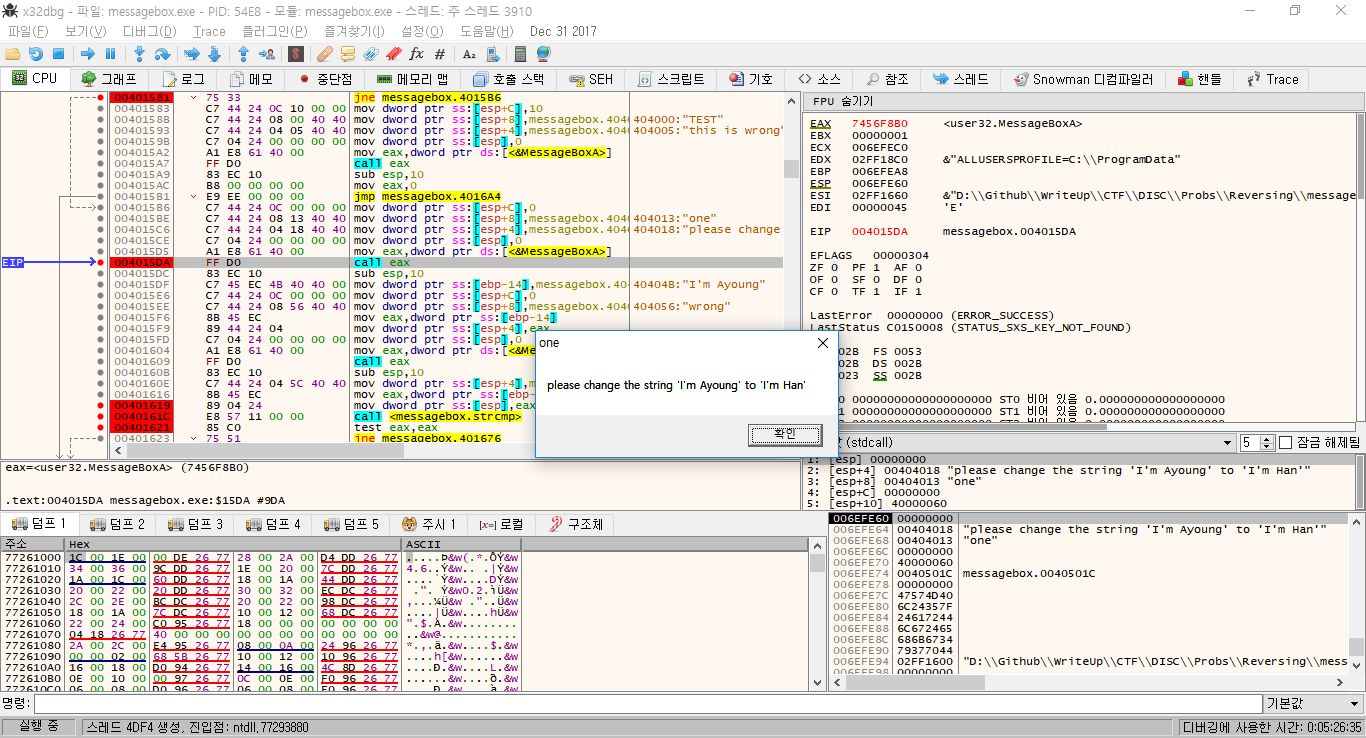 x32dbg - 파일: messagebox.exe - PID: 54E8 - 모듈: messagebox.exe - 스레드: 주 스레드 3910
파일(F) 보기(V) 디버그(D) Trace 플러그인(P) 즐겨찾기(I) 설정(O) 도움말(H) Dec 31 2017
CPU 그래프 로그 메모 중단점 메모리 맵 호출 스택 SEH 스크립트 기호 소스 참조 스레드 Snowman 디컴파일러 핸들 Trace
00401581 75 33 jne messagebox.4015B6
00401583 C7 44 24 0C 10 00 00 mov dword ptr ss:[esp+C],10
0040158B C7 44 24 08 00 40 40 mov dword ptr ss:[esp+8],messagebox.404 404000:"TEST"
00401593 C7 44 24 04 05 40 40 mov dword ptr ss:[esp+4],messagebox.404 404005:"this is wrong"
0040159B C7 04 24 00 00 00 00 mov dword ptr ss:[esp],0
004015A2 A1 E8 61 40 00 mov eax,dword ptr ds:[<&MessageBoxA>]
004015A7 FF D0 call eax
004015A9 83 EC 10 sub esp,10
004015AC B8 00 00 00 00 mov eax,0
004015B1 E9 EE 00 00 00 jmp messagebox.4016A4
004015B6 C7 44 24 0C 00 00 00 mov dword ptr ss:[esp+C],0
004015BE C7 44 24 08 13 40 40 mov dword ptr ss:[esp+8],messagebox.404 404013:"one"
004015C6 C7 44 24 04 18 40 40 mov dword ptr ss:[esp+4],messagebox.404 404018:"please change
004015CE C7 04 24 00 00 00 00 mov dword ptr ss:[esp],0
004015D5 A1 E8 61 40 00 mov eax,dword ptr ds:[<&MessageBoxA>]
EIP 004015DA FF D0 call eax
004015DC 83 EC 10 sub esp,10
004015DF C7 45 EC 4B 40 40 00 mov dword ptr ss:[ebp-14],messagebox.40 40404B:"I'm Ayoung"
004015E6 C7 44 24 0C 00 00 00 mov dword ptr ss:[esp+C],0
004015EE C7 44 24 08 56 40 40 mov dword ptr ss:[esp+8],messagebox.404 404056:"wrong"
004015F6 8B 45 EC mov eax,dword ptr ss:[ebp-14]
004015F9 89 44 24 04 mov dword ptr ss:[esp+4],eax
004015FD C7 04 24 00 00 00 00 mov dword ptr ss:[esp],0
00401604 A1 E8 61 40 00 mov eax,dword ptr ds:[<&Me
00401609 FF D0 call eax
0040160B 83 EC 10 sub esp,10
0040160E C7 44 24 04 5C 40 40 mov dword ptr ss:[esp+4],m
00401616 8B 45 EC mov eax,dword ptr ss:[ebp-
00401619 89 04 24 mov dword ptr ss:[esp],eax
0040161C E8 57 11 00 00 call <messagebox.strcmp>
00401621 85 C0 test eax,eax
00401623 75 51 jne messagebox.401676
FPU 숨기기
EAX 7456F8B0 <user32.MessageBoxA>
EBX 00000001
ECX 006EFEC0
EDX 02FF18C0 &"ALLUSERSPROFILE=C:\\ProgramData"
EBP 006EFEA8
ESP 006EFE60
ESI 02FF1660 &"D:\\Github\\WriteUp\\CTF\\DISC\\Probs\\Reversing\\message
EDI 00000045 'E'
EIP 004015DA messagebox.004015DA
EFLAGS 00000304
ZF 0 PF 1 AF 0
OF 0 SF 0 DF 0
CF 0 TF 1 IF 1
LastError 00000000 (ERROR_SUCCESS)
LastStatus C0150008 (STATUS_SXS_KEY_NOT_FOUND)
02B FS 0053
02B DS 002B
023 SS 002B
0 00000000000000000000 ST0 비어 있음 0.000000000000000000
1 00000000000000000000 ST1 비어 있음 0.000000000000000000
one
please change the string 'I'm Ayoung' to 'I'm Han'
확인
(stdcall) 5 잠금 해제됨
1: [esp] 00000000
2: [esp+4] 00404018 "please change the string 'I'm Ayoung' to 'I'm Han'"
3: [esp+8] 00404013 "one"
4: [esp+C] 00000000
5: [esp+10] 40000060
eax=<user32.MessageBoxA> (7456F8B0)
.text:004015DA messagebox.exe:$15DA #9DA
덤프 1 덤프 2 덤프 3 덤프 4 덤프 5 주시 1 [x=] 로컬 구조체
주소 Hex ASCII
77261000 1C 00 1E 00 00 DE 26 77 28 00 2A 00 D4 DD 26 77
77261010 34 00 36 00 9C DD 26 77 1E 00 20 00 7C DD 26 77
77261020 1A 00 1C 00 60 DD 26 77 18 00 1A 00 44 DD 26 77
77261030 20 00 22 00 20 DD 26 77 30 00 32 00 EC DC 26 77
77261040 2C 00 2E 00 BC DC 26 77 20 00 22 00 98 DC 26 77
77261050 18 00 1A 00 7C DC 26 77 10 00 12 00 68 DC 26 77
77261060 22 00 24 00 C0 95 26 77 18 00 00 00 00 00 00 00
77261070 04 18 26 77 40 00 00 00 00 00 00 00 00 00 00 00
77261080 2A 00 2C 00 E4 95 26 77 08 00 0A 00 24 96 26 77
77261090 00 00 02 00 68 5B 26 77 10 00 12 00 10 96 26 77
772610A0 16 00 18 00 D0 94 26 77 14 00 16 00 4C 8D 26 77
772610B0 0E 00 10 00 00 97 26 77 0C 00 0E 00 F0 96 26 77
772610C0 06 00 08 00 D0 96 26 77 06 00 08 00 E0 96 26 77
006EFE60 00000000
006EFE64 00404018 "please change the string 'I'm Ayoung' to 'I'm Han'"
006EFE68 00404013 "one"
006EFE6C 00000000
006EFE70 40000060
006EFE74 0040501C messagebox.0040501C
006EFE78 00000000
006EFE7C 47574D40
006EFE80 6C24357F
006EFE84 24617244
006EFE88 6C672465
006EFE8C 686B6734
006EFE90 79377044
006EFE94 02FF1600 "D:\\Github\\WriteUp\\CTF\\DISC\\Probs\\Reversing\\mess
006EFE98 00000000
명령: 기본값
실행 중 스레드 4DF4 생성, 진입점: ntdll.77293880 디버깅에 사용한 시간: 0:05:26:35